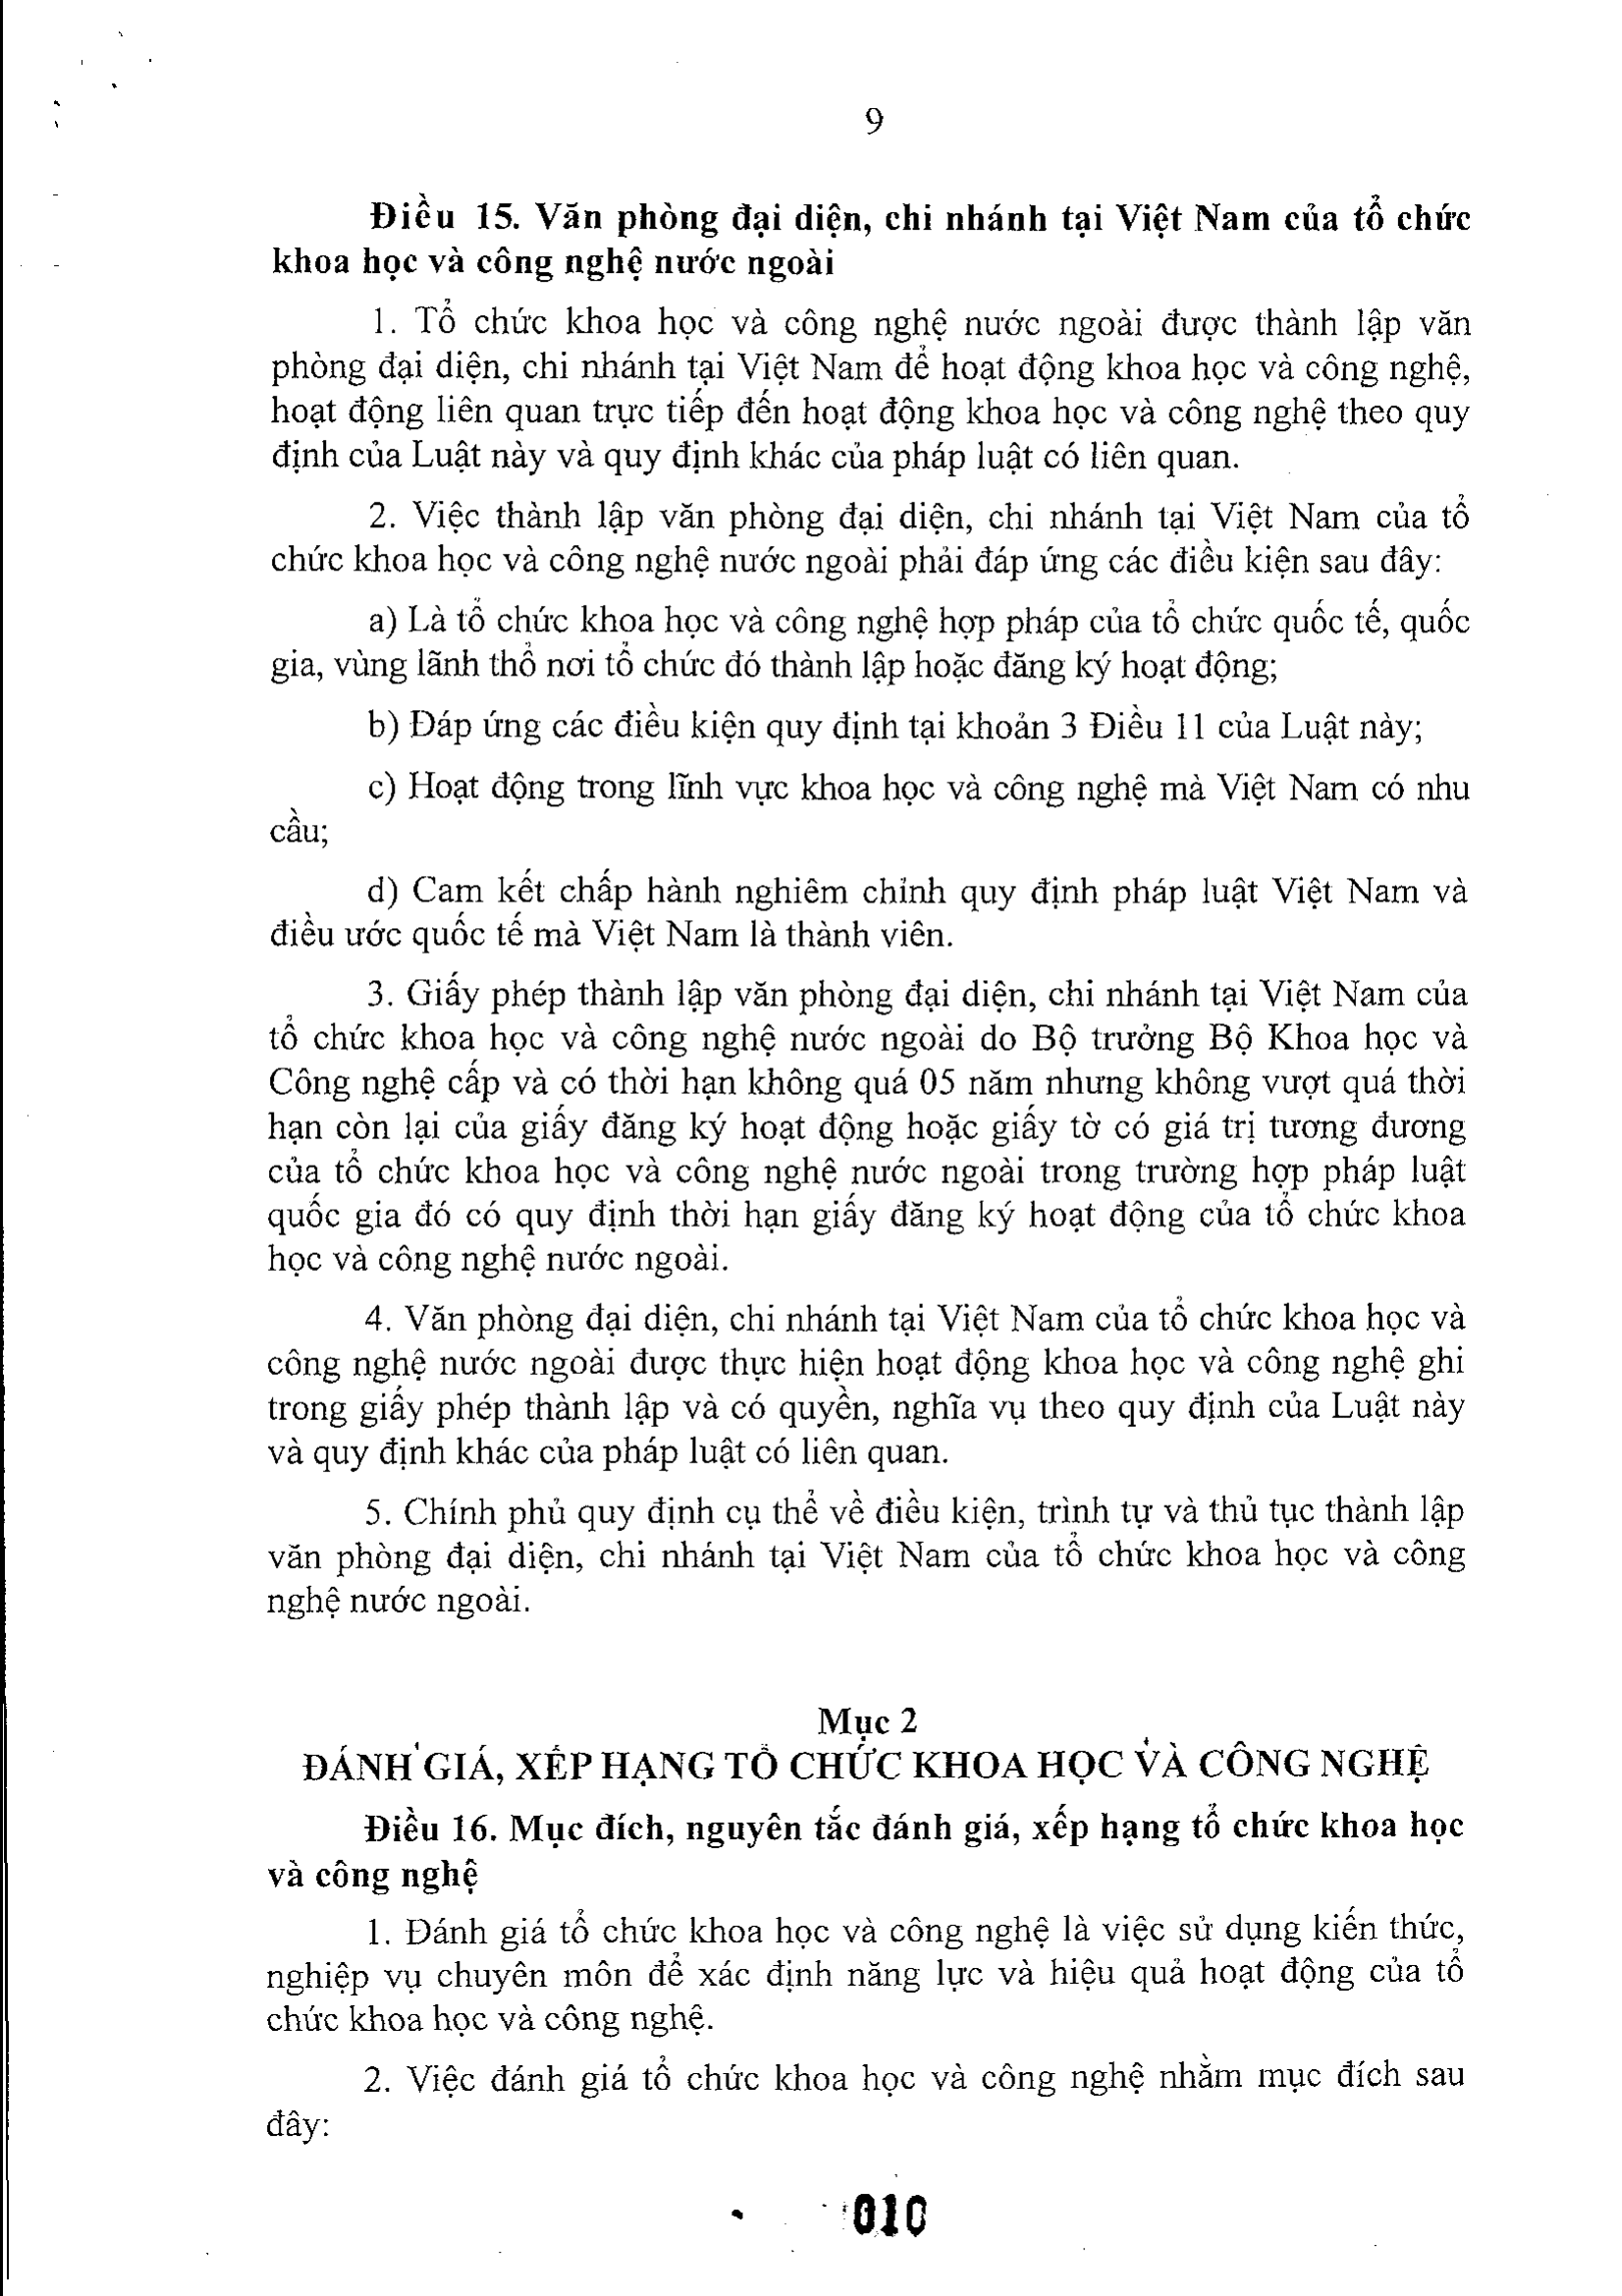 9
Điều 15. Văn phòng đại diện, chi nhánh tại Việt Nam của tổ chức
khoa học và công nghệ nước ngoài
1. Tổ chức khoa học và công nghệ nước ngoài được thành lập văn
phòng đại diện, chi nhánh tại Việt Nam để hoạt động khoa học và công nghệ,
hoạt động liên quan trực tiếp đến hoạt động khoa học và công nghệ theo quy
định của Luật này và quy định khác của pháp luật có liên quan.
2. Việc thành lập văn phòng đại diện, chi nhánh tại Việt Nam của tổ
chức khoa học và công nghệ nước ngoài phải đáp ứng các điều kiện sau đây:
a) Là tổ chức khoa học và công nghệ hợp pháp của tổ chức quốc tế, quốc
gia, vùng lãnh thổ nơi tổ chức đó thành lập hoặc đăng ký hoạt động;
b) Đáp ứng các điều kiện quy định tại khoản 3 Điều 11 của Luật này;
c) Hoạt động trong lĩnh vực khoa học và công nghệ mà Việt Nam có nhu
cầu;
d) Cam kết chấp hành nghiêm chỉnh quy định pháp luật Việt Nam và
điều ước quốc tế mà Việt Nam là thành viên.
3. Giấy phép thành lập văn phòng đại diện, chi nhánh tại Việt Nam của
tổ chức khoa học và công nghệ nước ngoài do Bộ trưởng Bộ Khoa học và
Công nghệ cấp và có thời hạn không quá 05 năm nhưng không vượt quá thời
hạn còn lại của giấy đăng ký hoạt động hoặc giấy tờ có giá trị tương đương
của tổ chức khoa học và công nghệ nước ngoài trong trường hợp pháp luật
quốc gia đó có quy định thời hạn giấy đăng ký hoạt động của tổ chức khoa
học và công nghệ nước ngoài.
4. Văn phòng đại diện, chi nhánh tại Việt Nam của tổ chức khoa học và
công nghệ nước ngoài được thực hiện hoạt động khoa học và công nghệ ghi
trong giấy phép thành lập và có quyền, nghĩa vụ theo quy định của Luật này
và quy định khác của pháp luật có liên quan.
5. Chính phủ quy định cụ thể về điều kiện, trình tự và thủ tục thành lập
văn phòng đại diện, chi nhánh tại Việt Nam của tổ chức khoa học và công
nghệ nước ngoài.
Mục 2
ĐÁNH GIÁ, XẾP HẠNG TỔ CHỨC KHOA HỌC VÀ CÔNG NGHỆ
Điều 16. Mục đích, nguyên tắc đánh giá, xếp hạng tổ chức khoa học
và công nghệ
1. Đánh giá tổ chức khoa học và công nghệ là việc sử dụng kiến thức,
nghiệp vụ chuyên môn để xác định năng lực và hiệu quả hoạt động của tổ
chức khoa học và công nghệ.
2. Việc đánh giá tổ chức khoa học và công nghệ nhằm mục đích sau
đây:
010